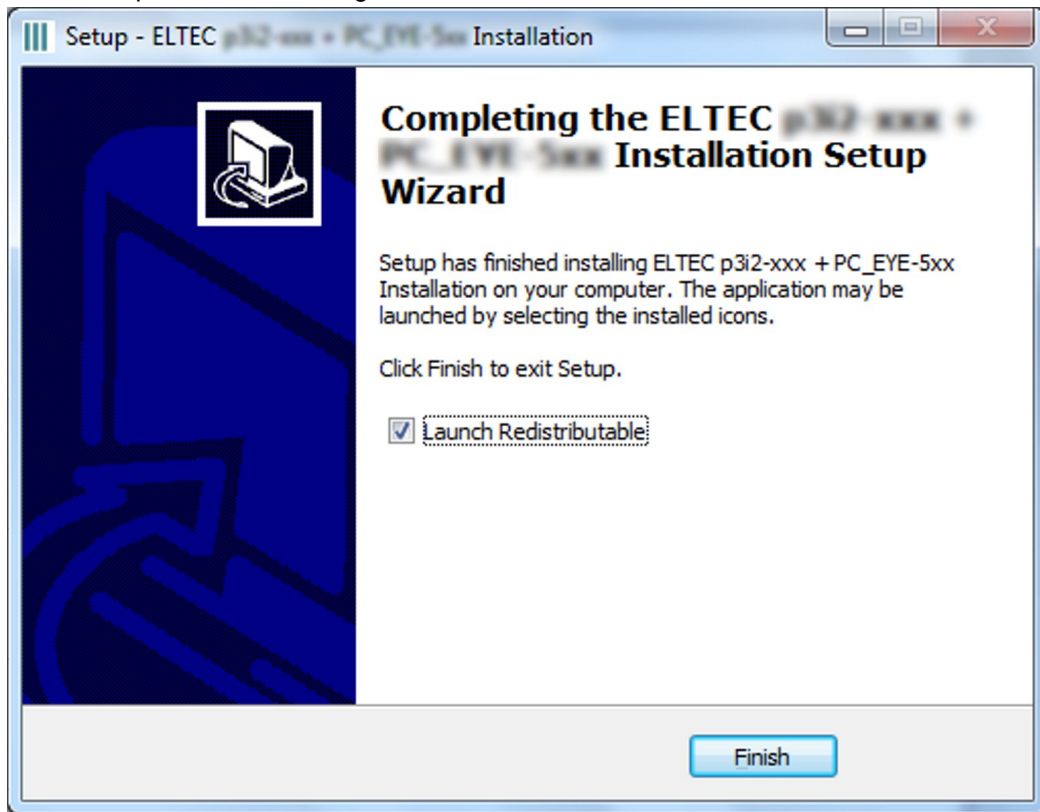 Setup - ELTEC Installation
Completing the ELTEC
Installation Setup
Wizard
Setup has finished installing ELTEC p3i2-xxx + PC_EYE-5xx
Installation on your computer. The application may be
launched by selecting the installed icons.
Click Finish to exit Setup.
Launch Redistributable
Finish